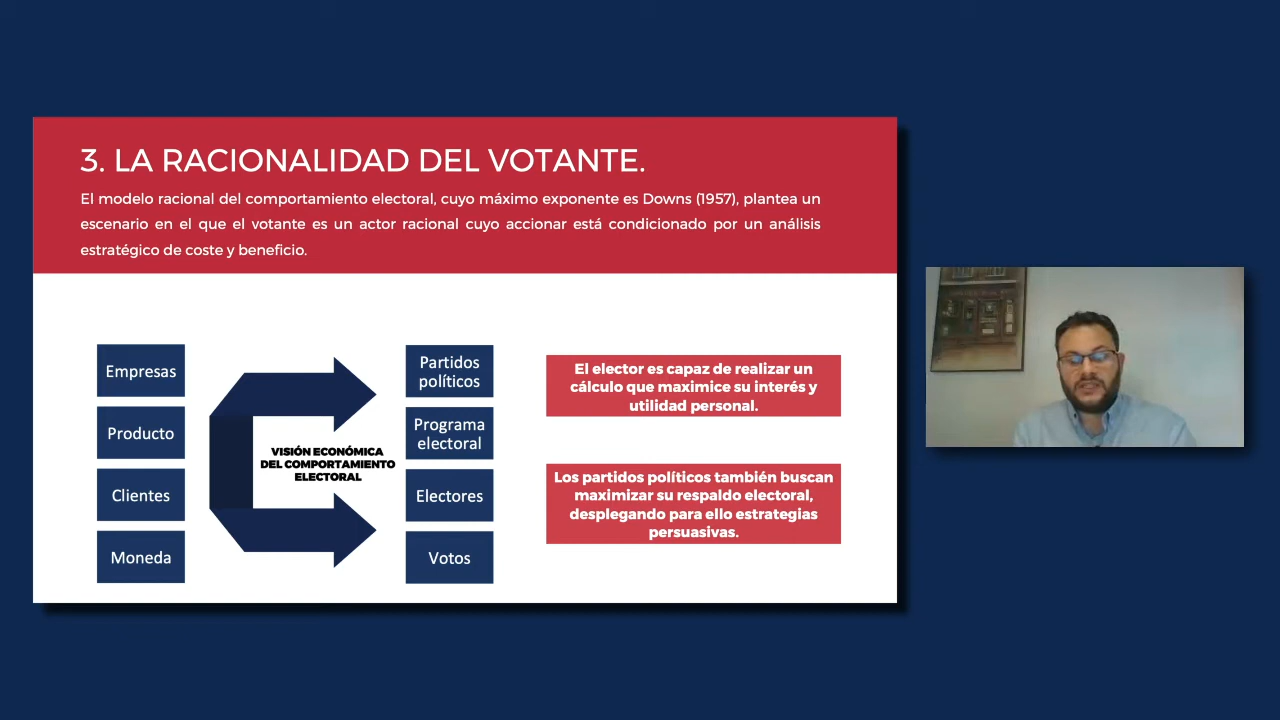 3. LA RACIONALIDAD DEL VOTANTE.
El modelo racional del comportamiento electoral, cuyo máximo exponente es Downs (1957), plantea un
escenario en el que el votante es un actor racional cuyo accionar está condicionado por un análisis
estratégico de coste y beneficio.
Empresas
Producto
Clientes
Moneda
VISIÓN ECONÓMICA
DEL COMPORTAMIENTO
ELECTORAL
Partidos
políticos
Programa
electoral
Electores
Votos
El elector es capaz de realizar un
cálculo que maximice su interés y
utilidad personal.
Los partidos políticos también buscan
maximizar su respaldo electoral,
desplegando para ello estrategias
persuasivas.